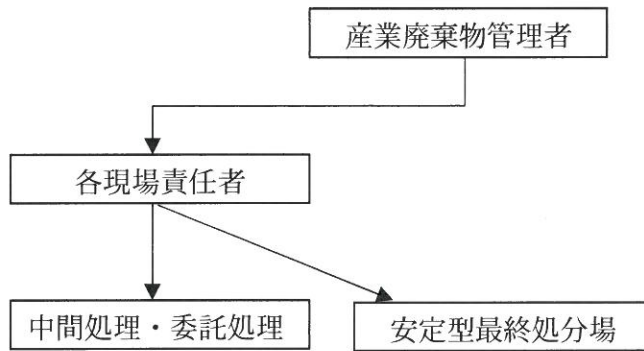 産業廃棄物管理者
各現場責任者
中間処理・委託処理
安定型最終処分場